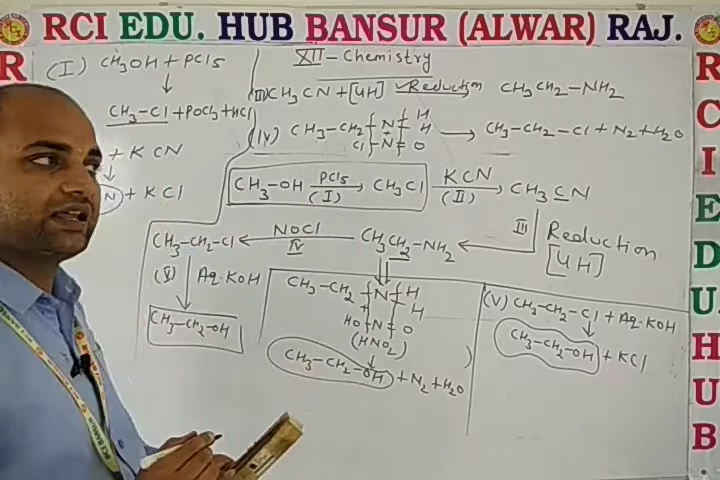 RCI EDU. HUB BANSUR (ALWAR) RAJ.
R
R
C
I
E
D
U.
H
U
B
XII - Chemistry
(I) CH3OH + PCl5
↓
CH3-Cl + POCl3 + HCl
+ KCN
↓
N + KCl
(III) CH3CN + [4H] Reduction → CH3CH2-NH2
(IV) CH3-CH2 N H H → CH3-CH2-Cl + N2 + H2O
Cl N O
CH3-OH PCl5 (I) → CH3Cl KCN (II) → CH3CN
III Reduction
[4H]
CH3-CH2-Cl ← NOCl IV CH3CH2-NH2
(V) ↓ Aq. KOH
CH3-CH2-OH
CH3-CH2 N H
+ H
HO N O
(HNO2)
↓
CH3-CH2-OH + N2 + H2O
(V) CH3-CH2-Cl + Aq. KOH
↓
CH3-CH2-OH + KCl
RCI BANSUR